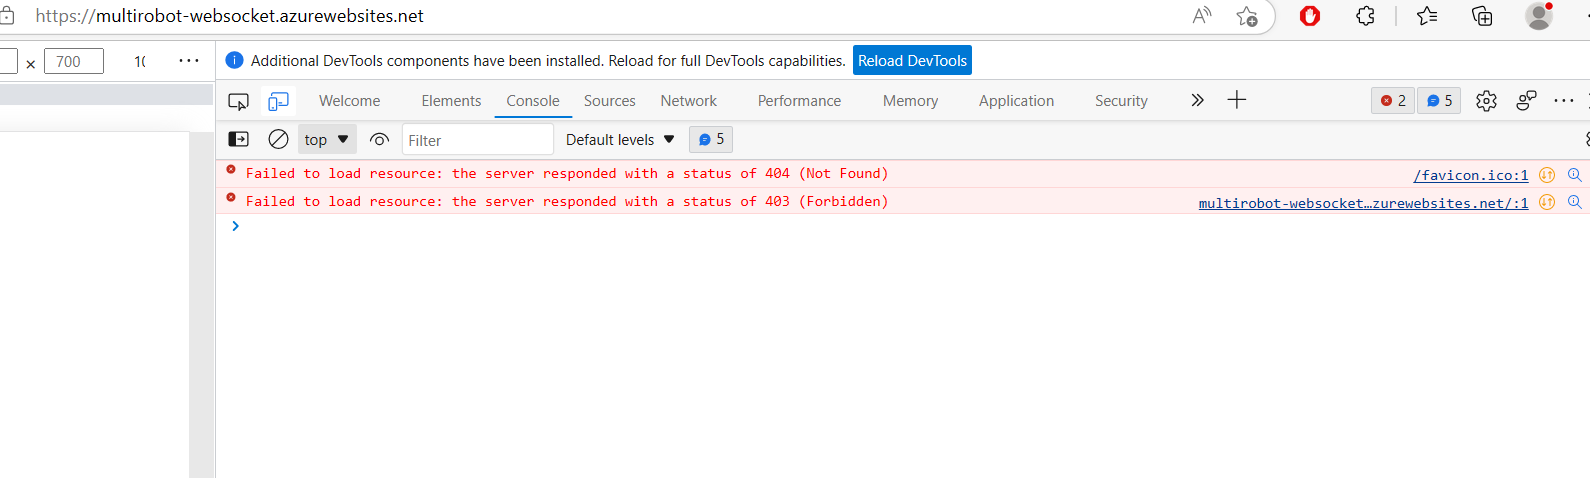 https://multirobot-websocket.azurewebsites.net
× 700
Additional DevTools components have been installed. Reload for full DevTools capabilities. Reload DevTools
Welcome Elements Console Sources Network Performance Memory Application Security 2 5
top Filter Default levels 5
Failed to load resource: the server responded with a status of 404 (Not Found) /favicon.ico:1
Failed to load resource: the server responded with a status of 403 (Forbidden) multirobot-websocket…zurewebsites.net/:1